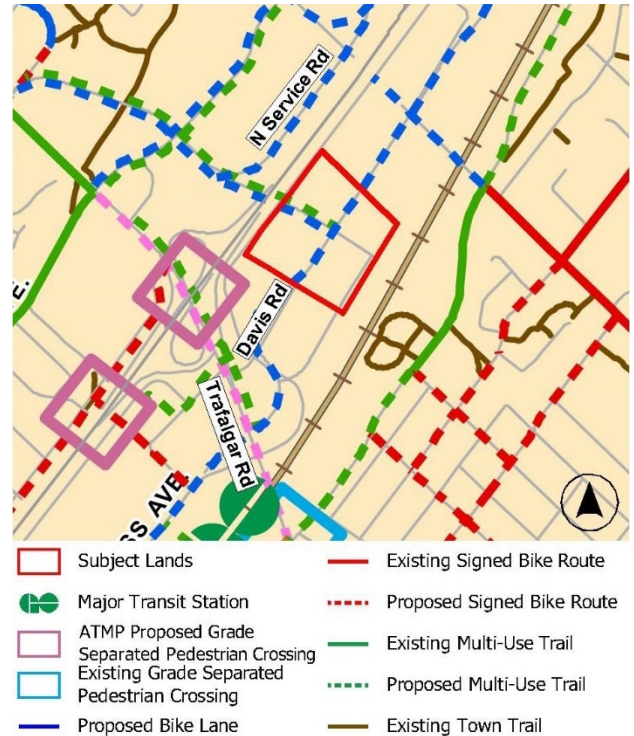 N Service Rd
Davis Rd
Trafalgar Rd
E.
SS AVE.
Subject Lands
Major Transit Station
ATMP Proposed Grade
Separated Pedestrian Crossing
Existing Grade Separated
Pedestrian Crossing
Proposed Bike Lane
Existing Signed Bike Route
Proposed Signed Bike Route
Existing Multi-Use Trail
Proposed Multi-Use Trail
Existing Town Trail